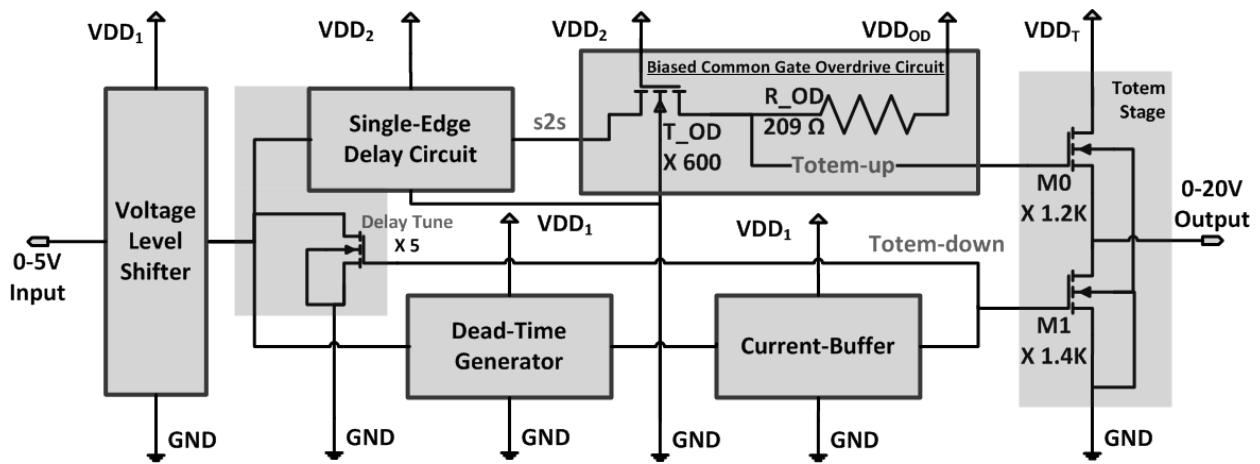 VDD1
VDD2
VDD2
VDDOD
VDDT
Biased Common Gate Overdrive Circuit
Totem
Stage
Single-Edge
Delay Circuit
s2s
T_OD
X 600
R_OD
209 Ω
Totem-up
M0
X 1.2K
0-20V
Output
Voltage
Level
Shifter
0-5V
Input
Delay Tune
X 5
VDD1
VDD1
Totem-down
Dead-Time
Generator
Current-Buffer
M1
X 1.4K
GND
GND
GND
GND
GND
GND